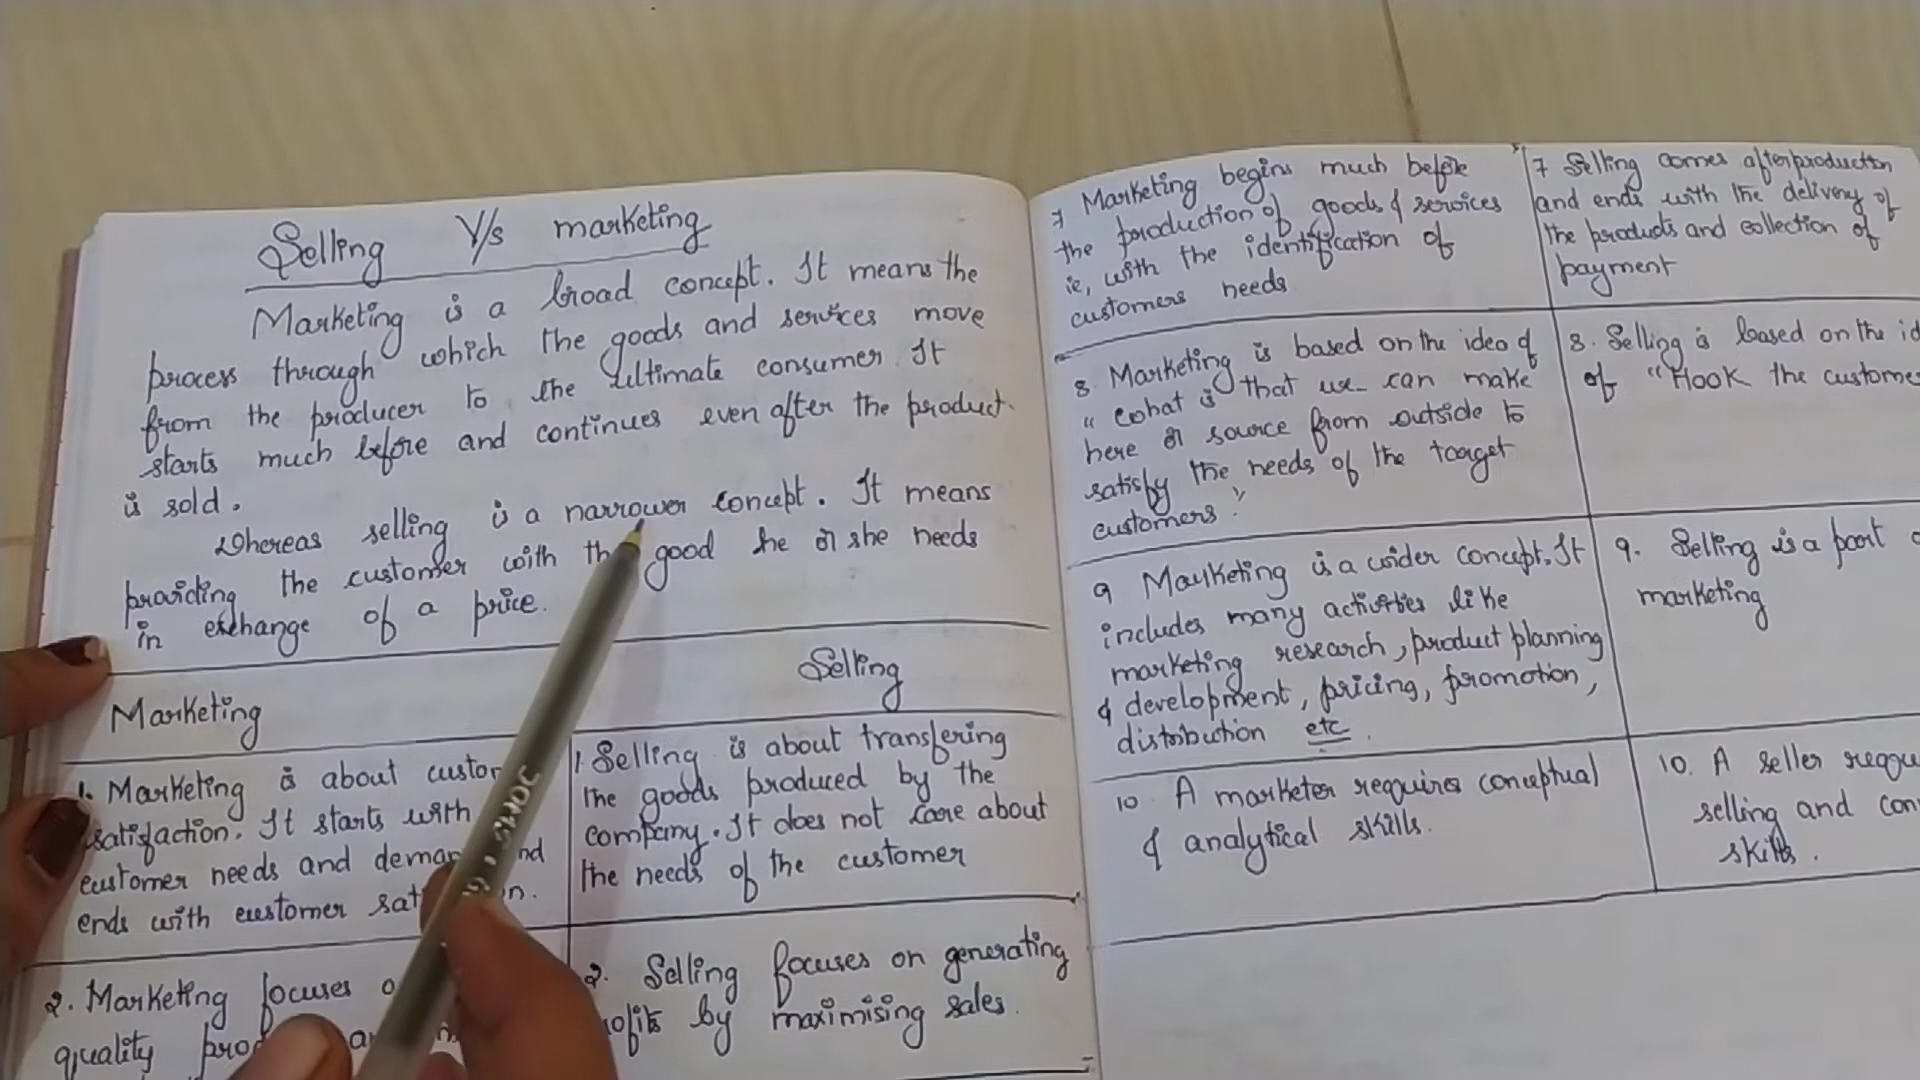 Selling V/s marketing
Marketing is a broad concept. It means the
process through which the goods and services move
from the producer to the ultimate consumer. It
starts much before and continues even after the product
is sold.
Whereas selling is a narrower concept. It means
providing the customer with the good he or she needs
in exchange of a price.
Marketing
Selling
1. Marketing is about
satisfaction. It starts with
customer needs and
ends with customer
1. Selling is about transfering
the goods produced by the
company. It does not care about
the needs of the customer
2. Marketing focuses
quality
2. Selling focuses on generating
by maximising sales.
7 Marketing begins much before
the production of goods & services
ie, with the identification of
customers needs
7 Selling comes after production
and ends with the delivery of
the products and collection of
payment
8. Marketing is based on the idea of
"What is that we can make
here or source from outside to
satisfy the needs of the target
customers"
8. Selling is based on the
of "Hook the
9 Marketing is a wider concept. It
includes many activities like
marketing research, product planning
& development, pricing, promotion,
distribution etc.
9. Selling is a part
marketing
10. A marketer requires conceptual
& analytical skills.
10. A seller
selling and
skills.